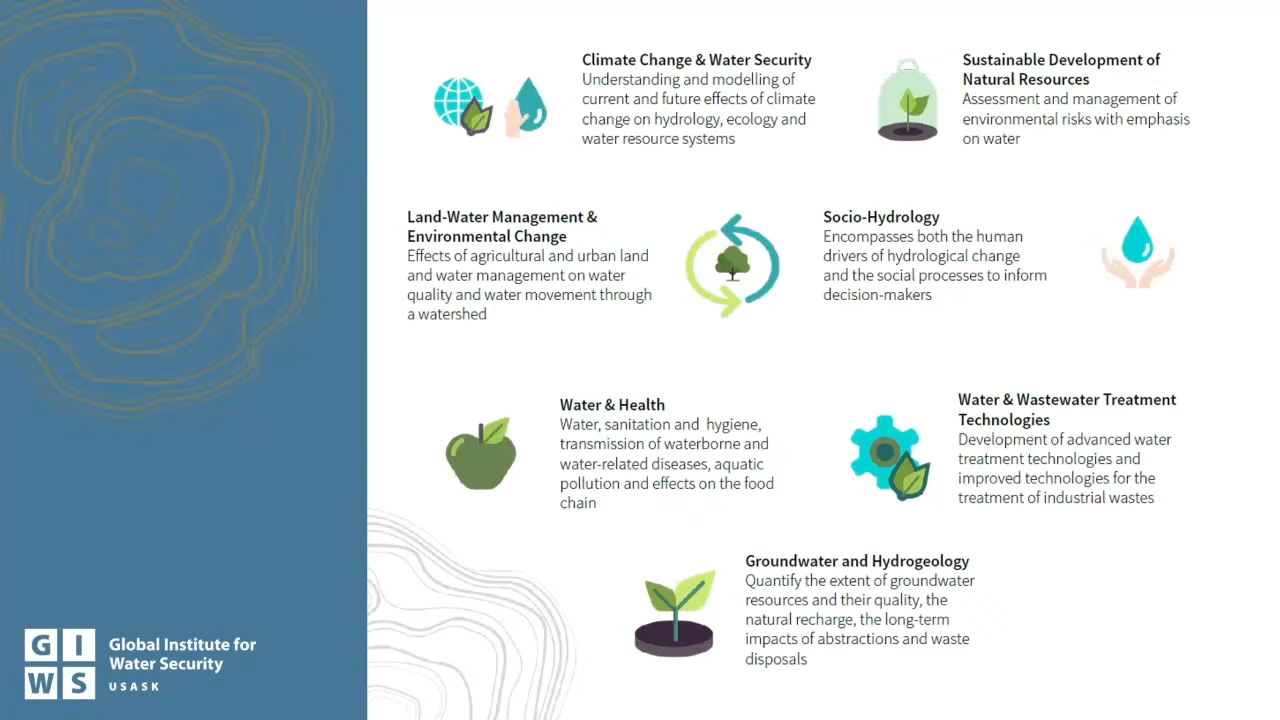 Climate Change & Water Security
Understanding and modelling of
current and future effects of climate
change on hydrology, ecology and
water resource systems
Sustainable Development of
Natural Resources
Assessment and management of
environmental risks with emphasis
on water
Land-Water Management &
Environmental Change
Effects of agricultural and urban land
and water management on water
quality and water movement through
a watershed
Socio-Hydrology
Encompasses both the human
drivers of hydrological change
and the social processes to inform
decision-makers
Water & Health
Water, sanitation and hygiene,
transmission of waterborne and
water-related diseases, aquatic
pollution and effects on the food
chain
Water & Wastewater Treatment
Technologies
Development of advanced water
treatment technologies and
improved technologies for the
treatment of industrial wastes
Groundwater and Hydrogeology
Quantify the extent of groundwater
resources and their quality, the
natural recharge, the long-term
impacts of abstractions and waste
disposals
G I
W S
Global Institute for
Water Security
USASK